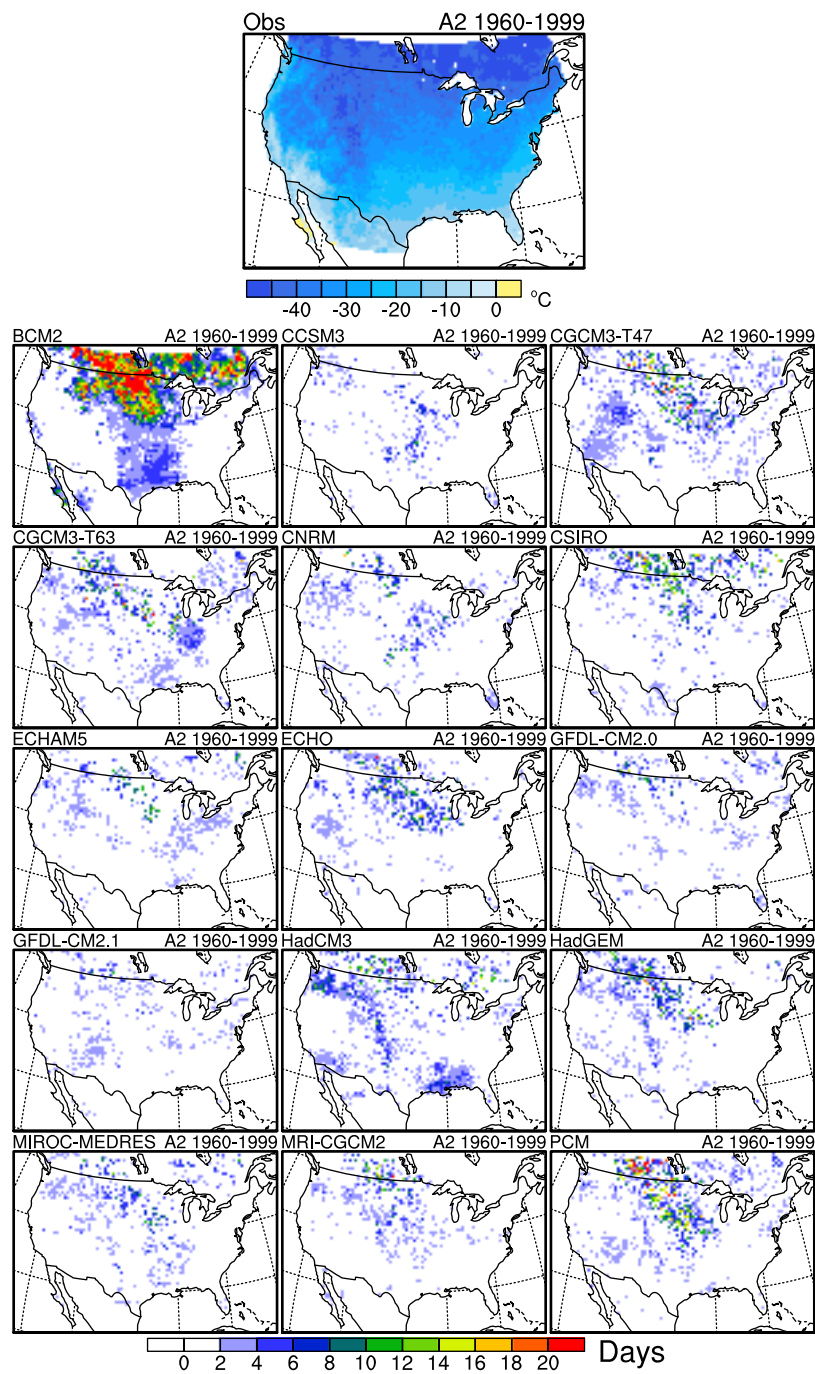 Obs A2 1960-1999
-40 -30 -20 -10 0 °C
BCM2 A2 1960-1999 CCSM3 A2 1960-1999 CGCM3-T47 A2 1960-1999
CGCM3-T63 A2 1960-1999 CNRM A2 1960-1999 CSIRO A2 1960-1999
ECHAM5 A2 1960-1999 ECHO A2 1960-1999 GFDL-CM2.0 A2 1960-1999
GFDL-CM2.1 A2 1960-1999 HadCM3 A2 1960-1999 HadGEM A2 1960-1999
MIROC-MEDRES A2 1960-1999 MRI-CGCM2 A2 1960-1999 PCM A2 1960-1999
0 2 4 6 8 10 12 14 16 18 20 Days